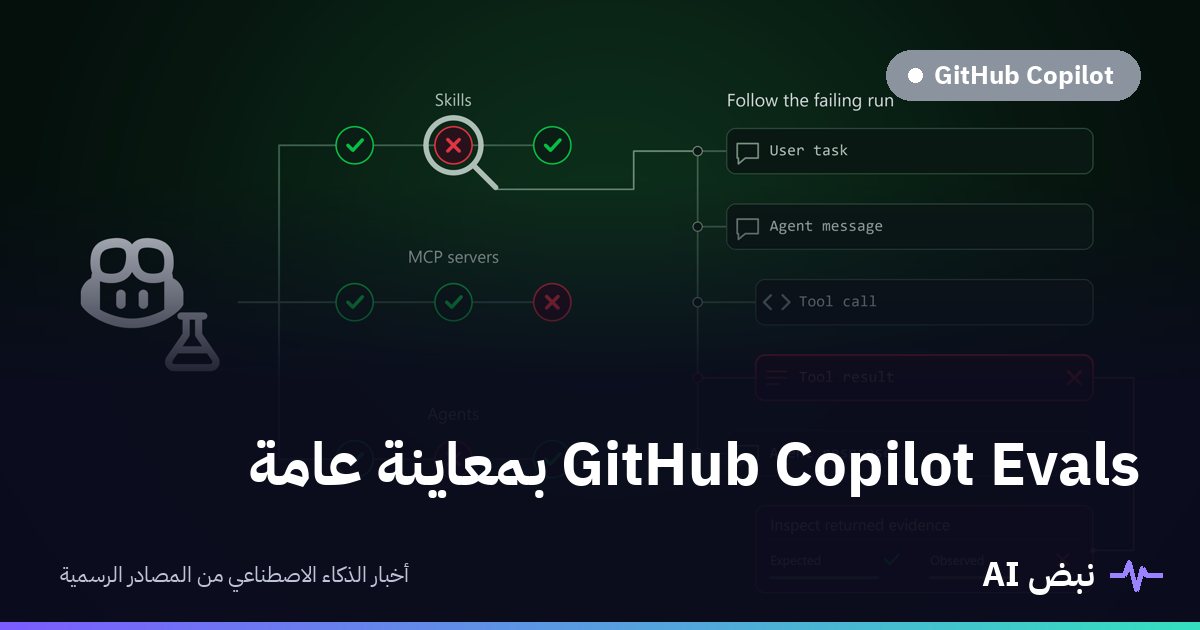 GitHub Copilot
Skills
Follow the failing run
User task
Agent message
MCP servers
Tool call
Tool result
Agents
GitHub Copilot Evals بمعاينة عامة
Inspect returned evidence
Expected
Observed
نبض AI
أخبار الذكاء الاصطناعي من المصادر الرسمية